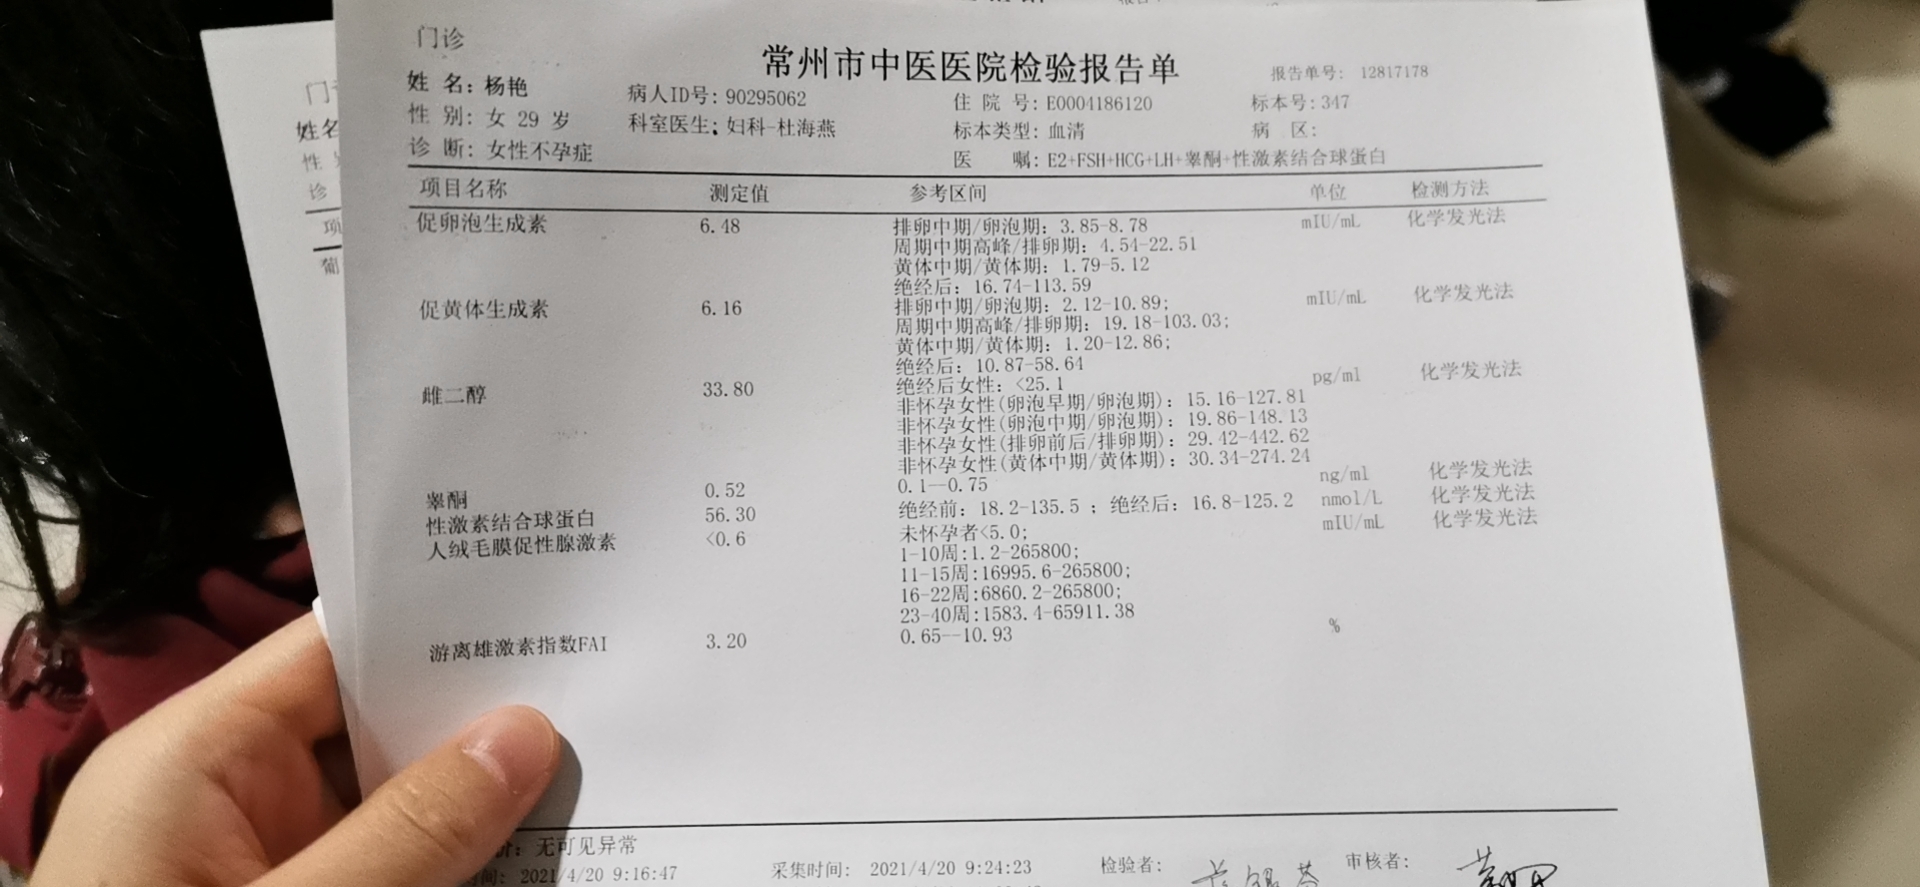 门诊
常州市中医医院检验报告单
报告单号: 12817178
姓 名: 杨艳
病人ID号: 90295062
住 院 号: E0004186120
标本号: 347
性 别: 女 29 岁
科室医生: 妇科-杜海燕
标本类型: 血清
病 区:
诊 断: 女性不孕症
医 嘱: E2+FSH+HCG+LH+睾酮+性激素结合球蛋白
项目名称 测定值 参考区间 单位 检测方法
促卵泡生成素 6.48 排卵中期/卵泡期: 3.85-8.78 mIU/mL 化学发光法
周期中期高峰/排卵期: 4.54-22.51
黄体中期/黄体期: 1.79-5.12
绝经后: 16.74-113.59
促黄体生成素 6.16 排卵中期/卵泡期: 2.12-10.89; mIU/mL 化学发光法
周期中期高峰/排卵期: 19.18-103.03;
黄体中期/黄体期: 1.20-12.86;
绝经后: 10.87-58.64
雌二醇 33.80 绝经后女性: <25.1 pg/ml 化学发光法
非怀孕女性(卵泡早期/卵泡期): 15.16-127.81
非怀孕女性(卵泡中期/卵泡期): 19.86-148.13
非怀孕女性(排卵前后/排卵期): 29.42-442.62
非怀孕女性(黄体中期/黄体期): 30.34-274.24
睾酮 0.52 0.1--0.75 ng/ml 化学发光法
性激素结合球蛋白 56.30 绝经前: 18.2-135.5 ; 绝经后: 16.8-125.2 nmol/L 化学发光法
人绒毛膜促性腺激素 <0.6 未怀孕者<5.0; mIU/mL 化学发光法
1-10周:1.2-265800;
11-15周:16995.6-265800;
16-22周:6860.2-265800;
23-40周:1583.4-65911.38
游离雄激素指数FAI 3.20 0.65--10.93 %
价: 无可见异常
间: 2021/4/20 9:16:47
采集时间: 2021/4/20 9:24:23
检验者:
审核者:
门
姓名
性
诊
项
葡